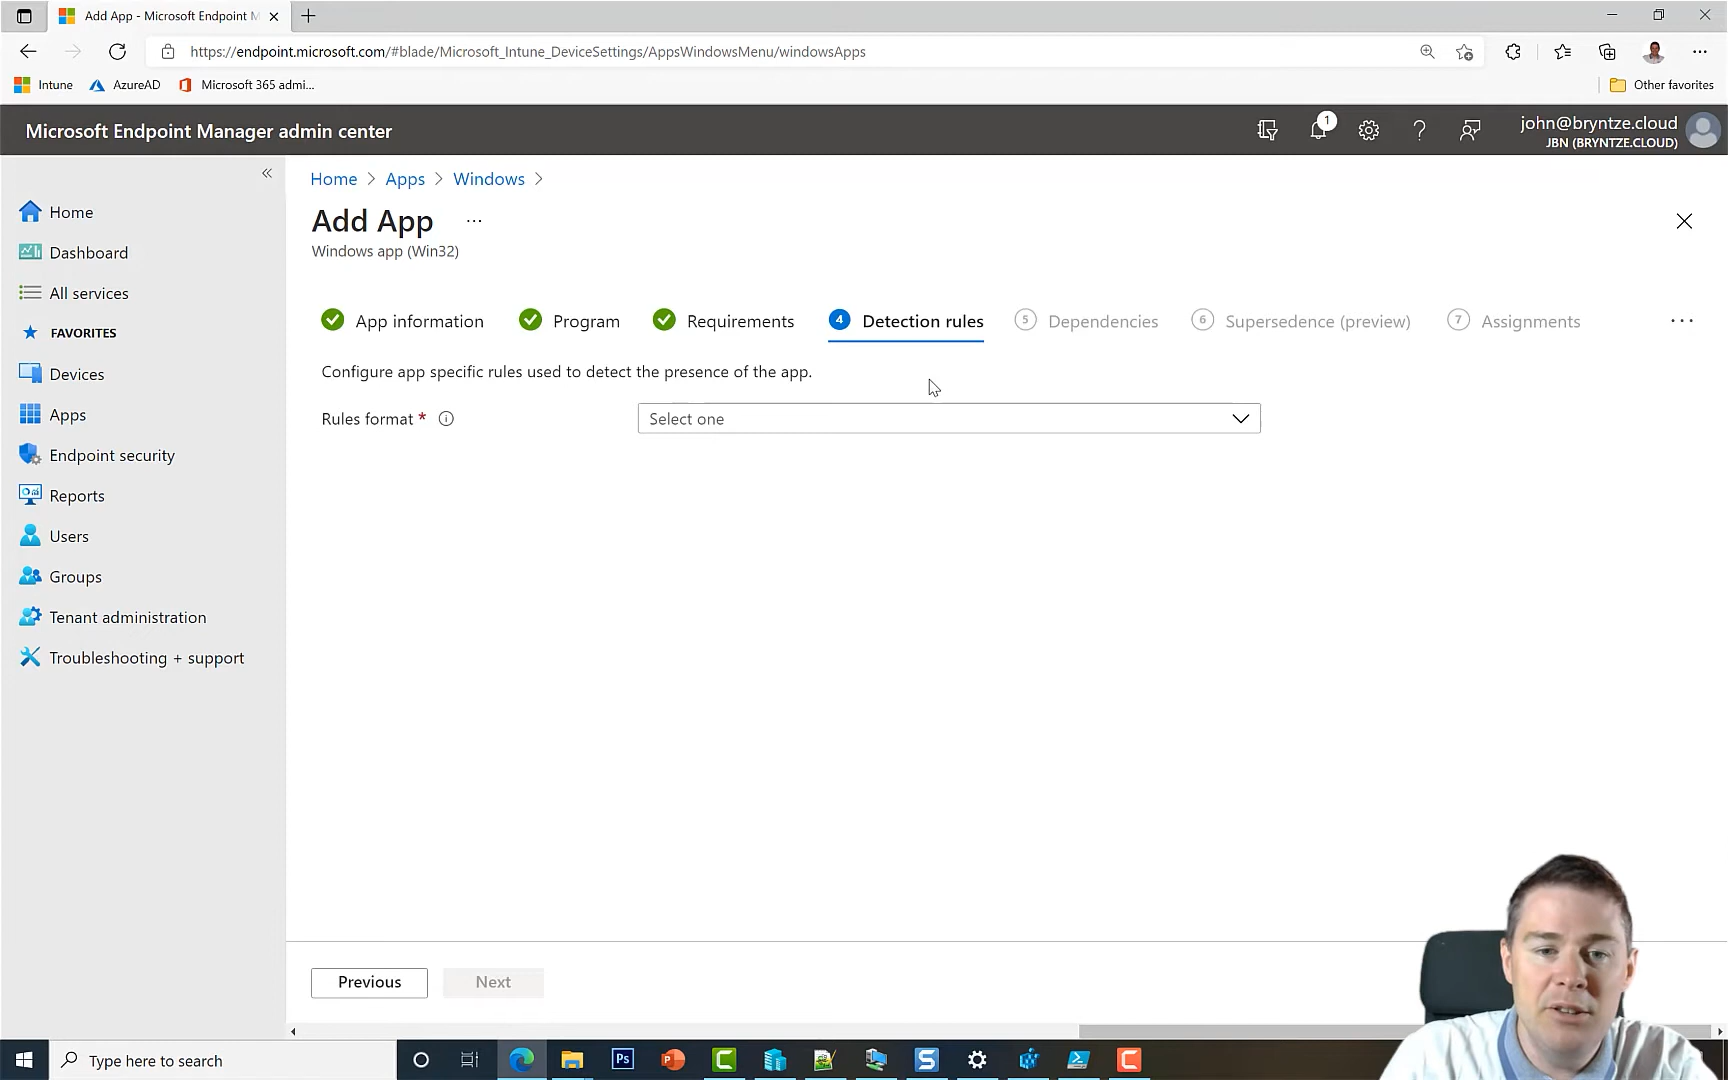 Add App - Microsoft Endpoint M
https://endpoint.microsoft.com/#blade/Microsoft_Intune_DeviceSettings/AppsWindowsMenu/windowsApps
Intune
AzureAD
Microsoft 365 admi...
Other favorites
Microsoft Endpoint Manager admin center
1
john@bryntze.cloud
JBN (BRYNTZE.CLOUD)
Home
Dashboard
All services
FAVORITES
Devices
Apps
Endpoint security
Reports
Users
Groups
Tenant administration
Troubleshooting + support
Home > Apps > Windows >
Add App ...
Windows app (Win32)
App information
Program
Requirements
4 Detection rules
5 Dependencies
6 Supersedence (preview)
7 Assignments
...
Configure app specific rules used to detect the presence of the app.
Rules format *
Select one
Previous
Next
Type here to search
Ps
P
C
S
C